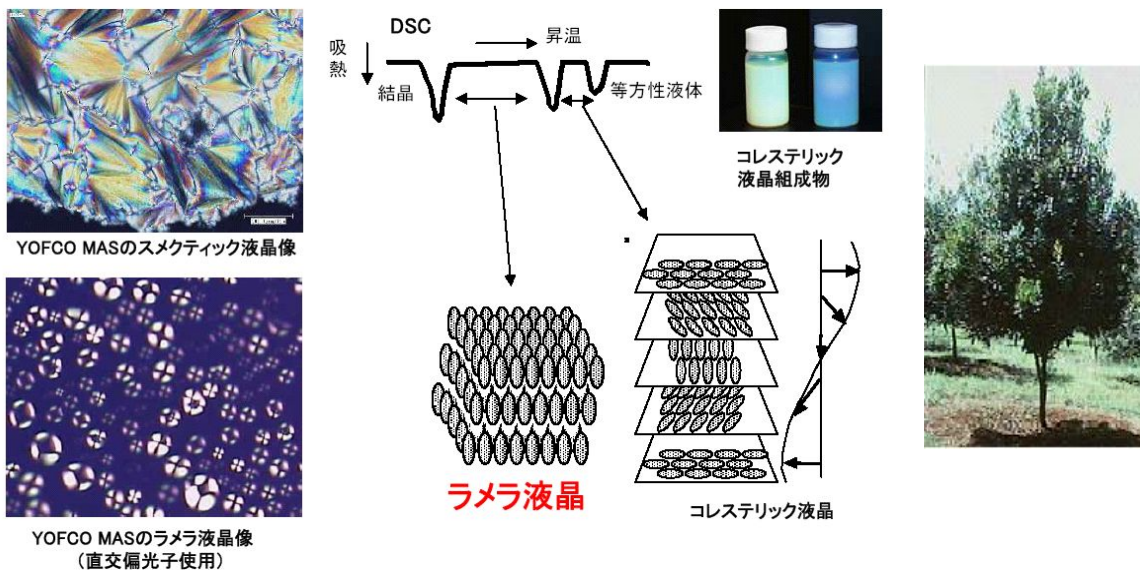 YOFCO MASのスメクティック液晶像
YOFCO MASのラメラ液晶像
(直交偏光子使用)
DSC
昇温
吸
熱
結晶
等方性液体
コレステリック
液晶組成物
ラメラ液晶
コレステリック液晶